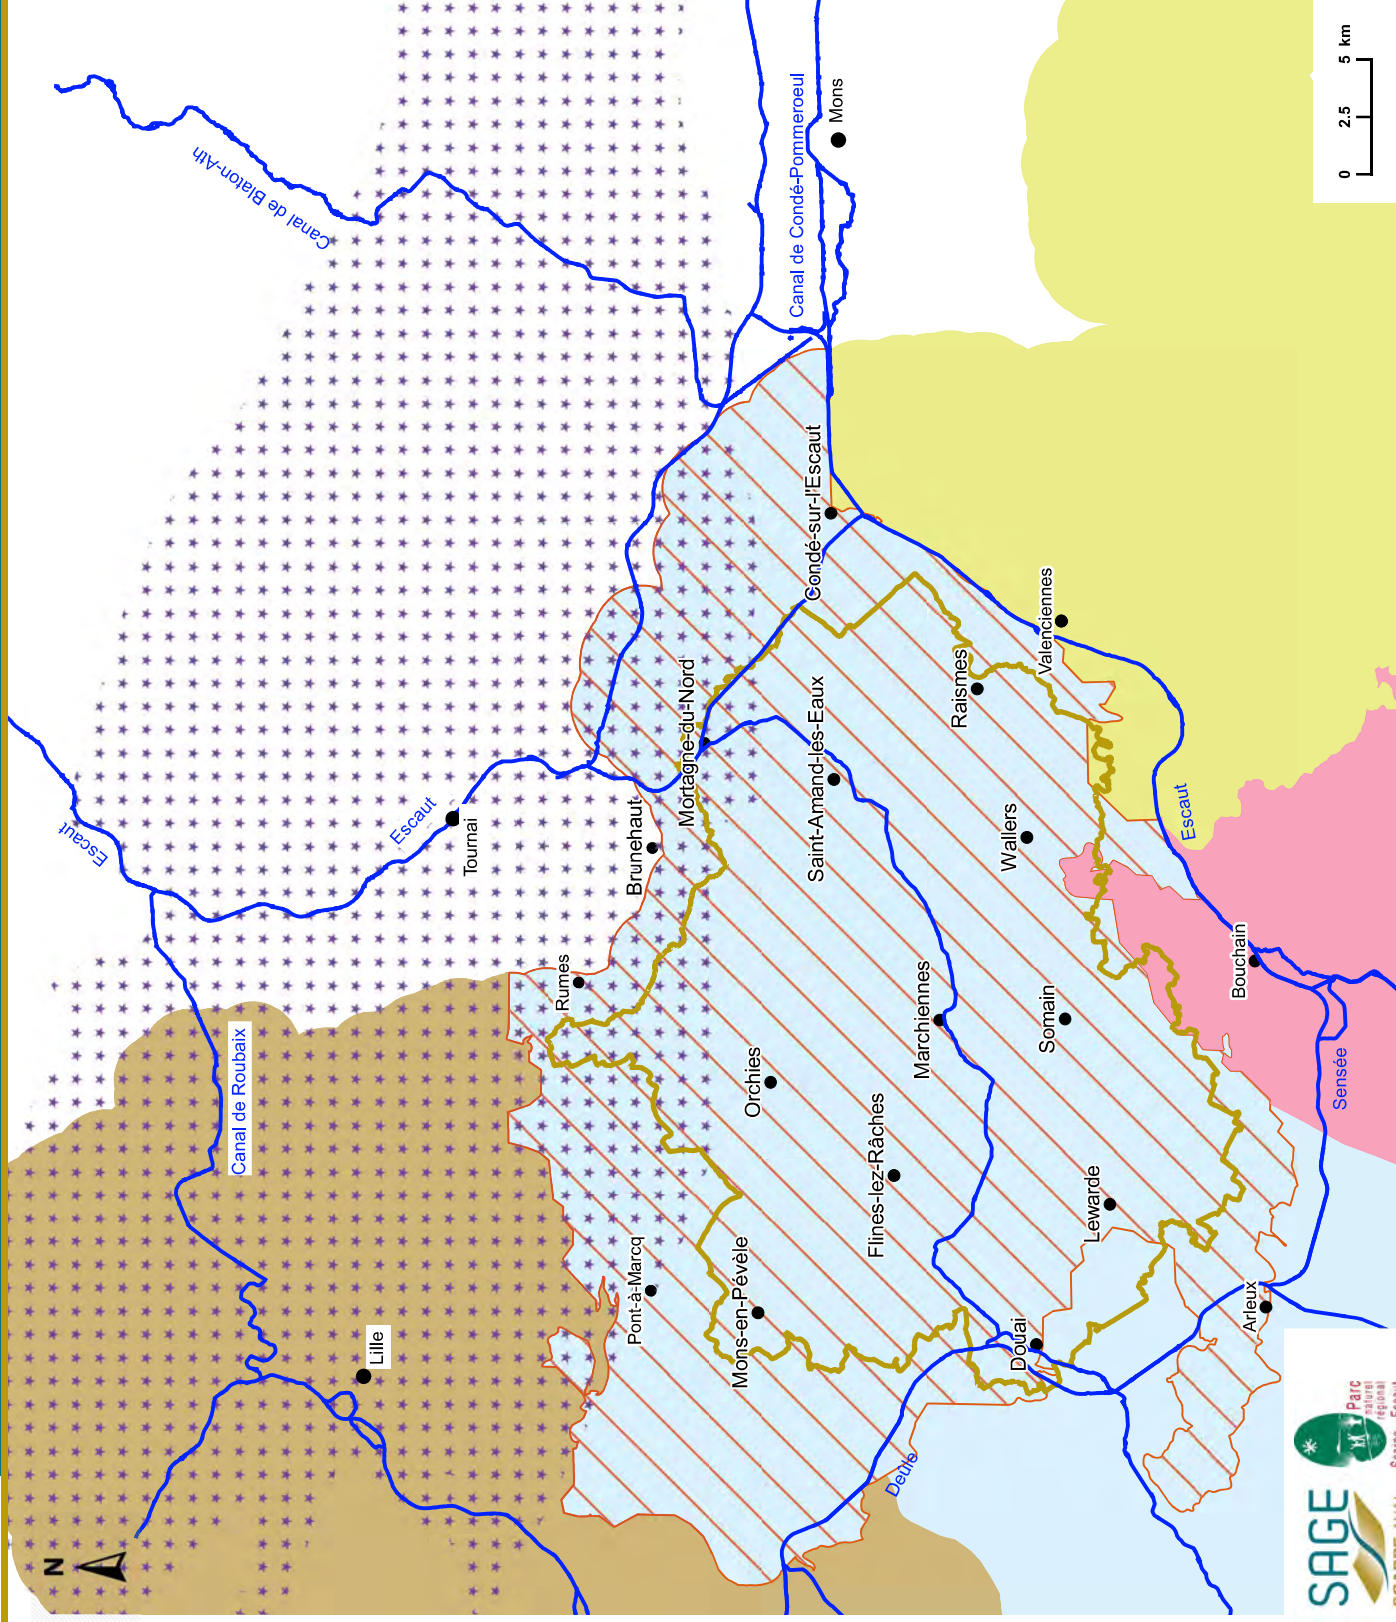 N
Canal de Roubaix
Lille
Escaut
Escaut
Tournai
Canal de Blaton-Ath
Canal de Condé-Pommeroeul
Mons
Pont-à-Marcq
Rumes
Brunehaut
Mortagne-du-Nord
Mons-en-Pévèle
Orchies
Saint-Amand-les-Eaux
Condé-sur-l'Escaut
Flines-lez-Râches
Marchiennes
Raismes
Wallers
Valenciennes
Deûle
Douai
Lewarde
Somain
Escaut
Bouchain
Arleux
Sensée
SAGE
Parc
naturel
régional
0 2.5 5 km